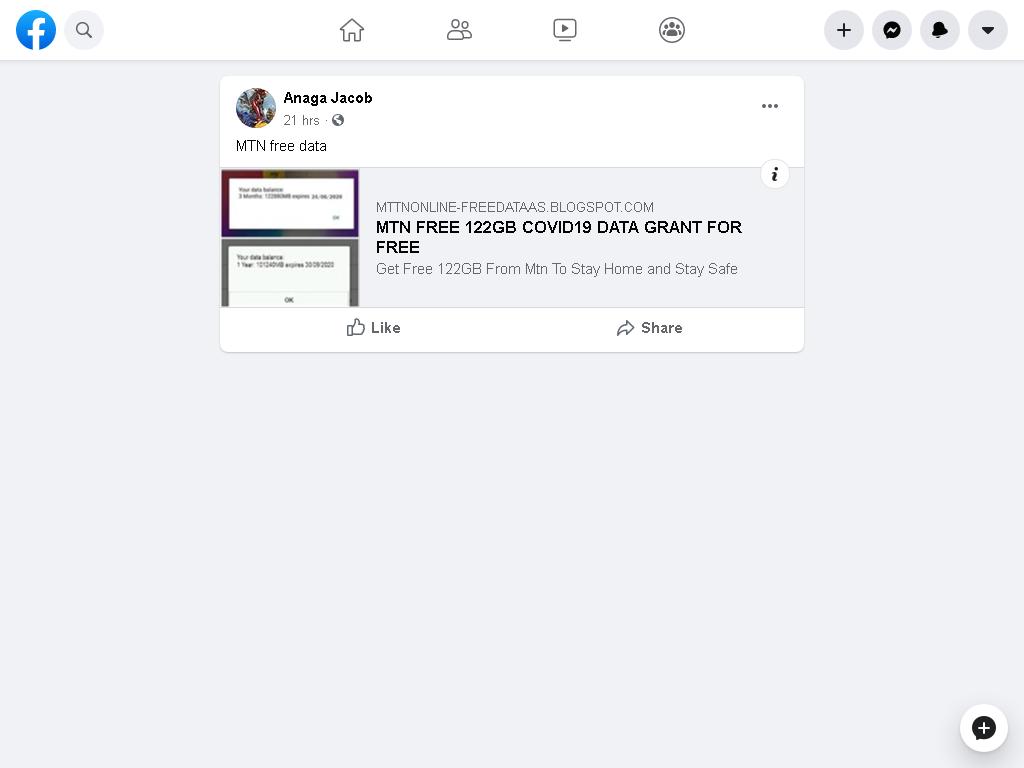 Anaga Jacob
21 hrs ·
MTN free data
Your data balance:
3 Months: 122880MB expires 24/06/2020
OK
Your data balance:
1 Year: 101240MB expires 30/09/2020
OK
MTTNONLINE-FREEDATAAS.BLOGSPOT.COM
MTN FREE 122GB COVID19 DATA GRANT FOR
FREE
Get Free 122GB From Mtn To Stay Home and Stay Safe
Like
Share